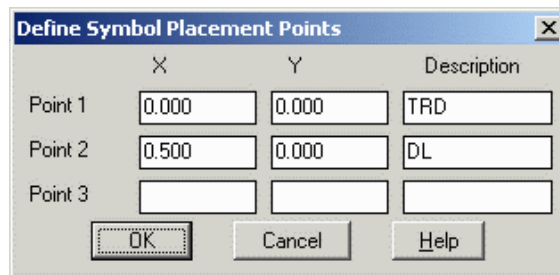 Define Symbol Placement Points
X Y Description
Point 1 0.000 0.000 TRD
Point 2 0.500 0.000 DL
Point 3
OK Cancel Help